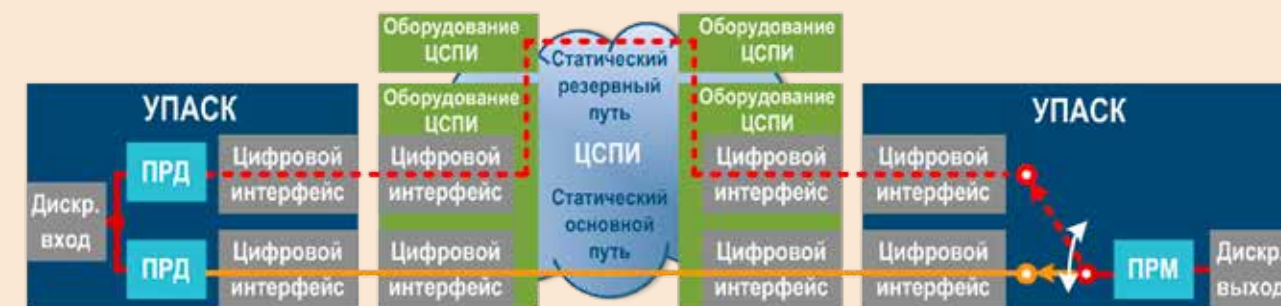 УПАСК
Дискр.
вход
ПРД
ПРД
Цифровой
интерфейс
Цифровой
интерфейс
Оборудование
ЦСПИ
Оборудование
ЦСПИ
Цифровой
интерфейс
Цифровой
интерфейс
Статический
резервный
путь
ЦСПИ
Статический
основной
путь
Оборудование
ЦСПИ
Оборудование
ЦСПИ
Цифровой
интерфейс
Цифровой
интерфейс
УПАСК
Цифровой
интерфейс
Цифровой
интерфейс
ПРМ
Дискр.
выход